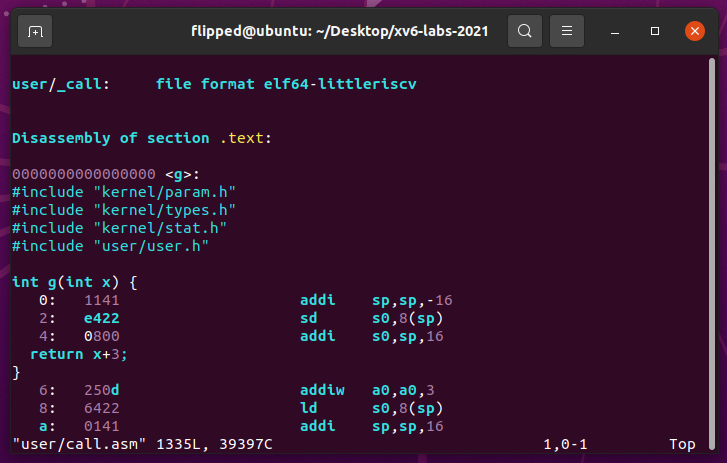 flipped@ubuntu: ~/Desktop/xv6-labs-2021
user/_call:     file format elf64-littleriscv
Disassembly of section .text:
0000000000000000 <g>:
#include "kernel/param.h"
#include "kernel/types.h"
#include "kernel/stat.h"
#include "user/user.h"
int g(int x) {
   0:   1141                    addi    sp,sp,-16
   2:   e422                    sd      s0,8(sp)
   4:   0800                    addi    s0,sp,16
  return x+3;
}
   6:   250d                    addiw   a0,a0,3
   8:   6422                    ld      s0,8(sp)
   a:   0141                    addi    sp,sp,16
"user/call.asm" 1335L, 39397C                              1,0-1         Top